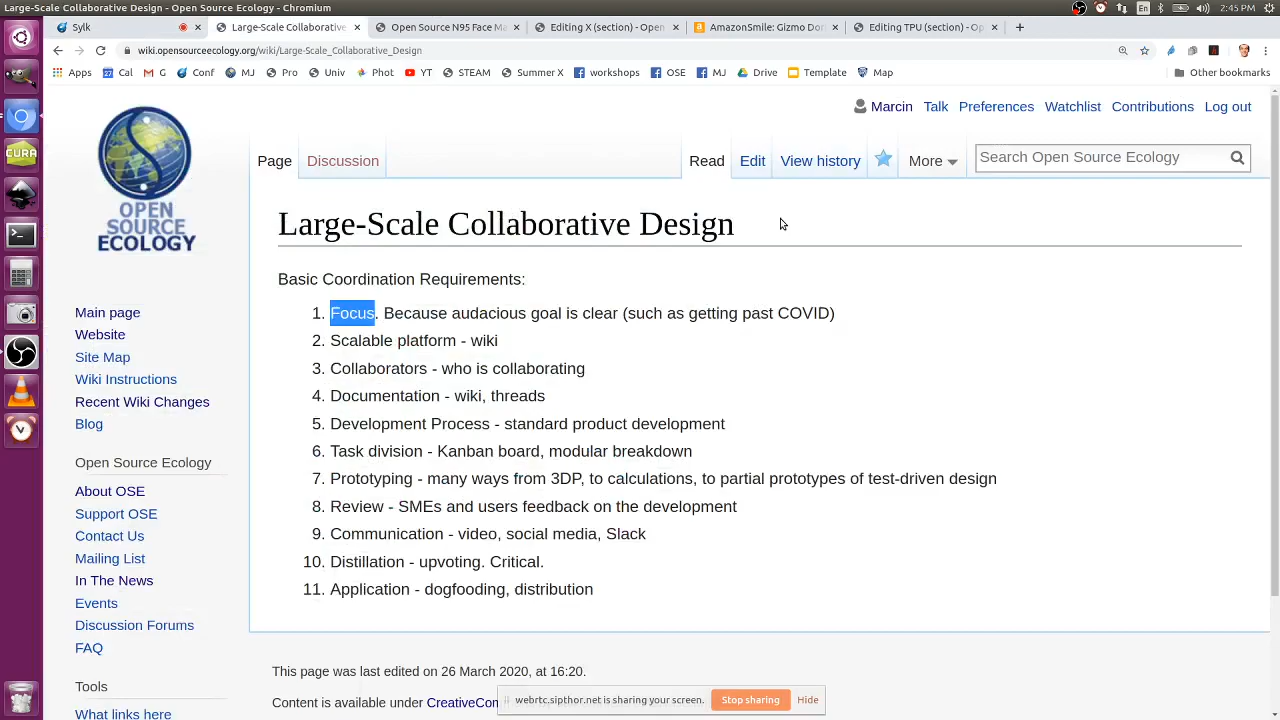 Large-Scale Collaborative Design - Open Source Ecology - Chromium
En
2:45 PM
Sylk
Large-Scale Collaborative
Open Source N95 Face Ma
Editing X (section) - Open
AmazonSmile: Gizmo Dor
Editing TPU (section) - Op
wiki.opensourceecology.org/wiki/Large-Scale_Collaborative_Design
Apps
Cal
G
Conf
MJ
Pro
Univ
Phot
YT
STEAM
Summer X
workshops
OSE
MJ
Drive
Template
Map
Other bookmarks
Marcin
Talk
Preferences
Watchlist
Contributions
Log out
CURA
OPEN
SOURCE
ECOLOGY
Page
Discussion
Read
Edit
View history
More
Search Open Source Ecology
Large-Scale Collaborative Design
Basic Coordination Requirements:
1. Focus. Because audacious goal is clear (such as getting past COVID)
2. Scalable platform - wiki
3. Collaborators - who is collaborating
4. Documentation - wiki, threads
5. Development Process - standard product development
6. Task division - Kanban board, modular breakdown
7. Prototyping - many ways from 3DP, to calculations, to partial prototypes of test-driven design
8. Review - SMEs and users feedback on the development
9. Communication - video, social media, Slack
10. Distillation - upvoting. Critical.
11. Application - dogfooding, distribution
Main page
Website
Site Map
Wiki Instructions
Recent Wiki Changes
Blog
Open Source Ecology
About OSE
Support OSE
Contact Us
Mailing List
In The News
Events
Discussion Forums
FAQ
Tools
What links here
This page was last edited on 26 March 2020, at 16:20.
Content is available under CreativeCon
webrtc.sipthor.net is sharing your screen.
Stop sharing
Hide